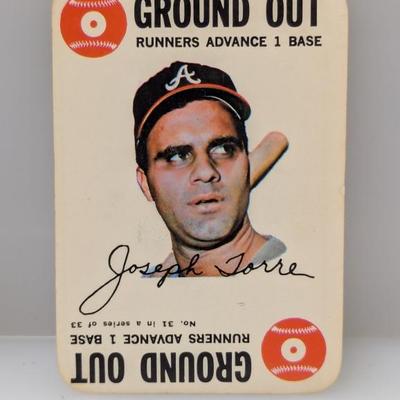 GROUND OUT
RUNNERS ADVANCE 1 BASE
A
Joseph Torre
No. 31 in a series of 33
RUNNERS ADVANCE 1 BASE
GROUND OUT